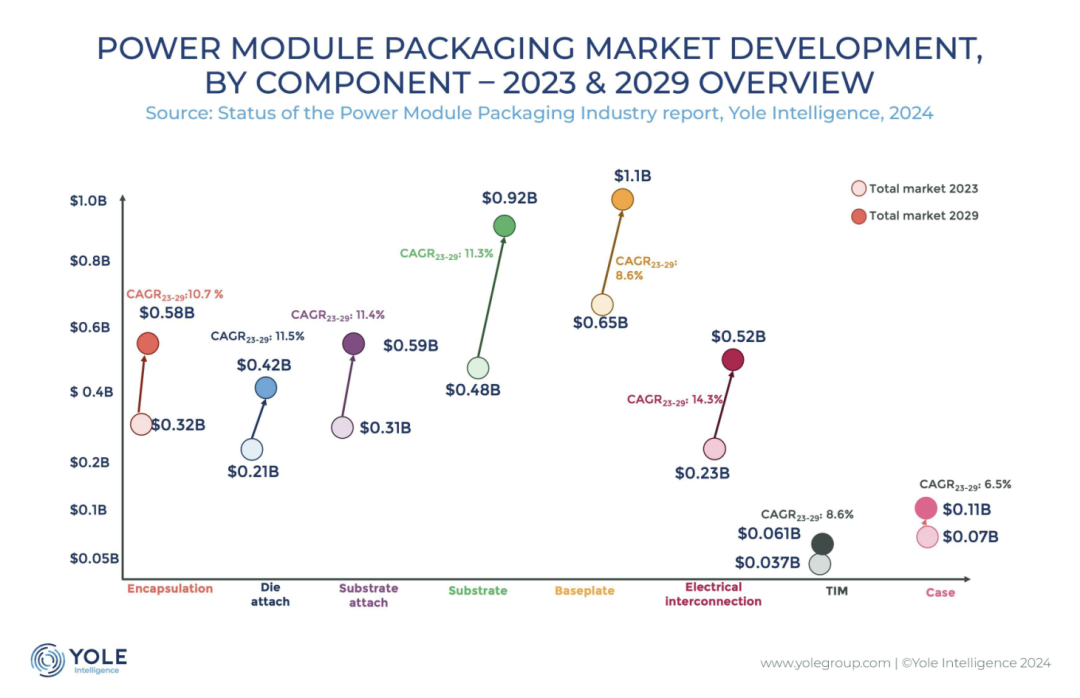 POWER MODULE PACKAGING MARKET DEVELOPMENT,
BY COMPONENT – 2023 & 2029 OVERVIEW
Source: Status of the Power Module Packaging Industry report, Yole Intelligence, 2024
Total market 2023
Total market 2029
$1.0B
$0.8B
$0.6B
$ 0.4B
$0.2B
$0.1B
$0.05B
CAGR23-29:10.7 %
$0.58B
$0.32B
CAGR23-29: 11.5%
$0.42B
$0.21B
CAGR23-29: 11.4%
$0.59B
$0.31B
$0.92B
CAGR23-29: 11.3%
$0.48B
$1.1B
CAGR23-29:
8.6%
$0.65B
$0.52B
CAGR23-29: 14.3%
$0.23B
CAGR23-29: 8.6%
$0.061B
$0.037B
CAGR23-29: 6.5%
$0.11B
$0.07B
Encapsulation
Die
attach
Substrate
attach
Substrate
Baseplate
Electrical
interconnection
TIM
Case
YOLE
Intelligence
www.yolegroup.com | ©Yole Intelligence 2024